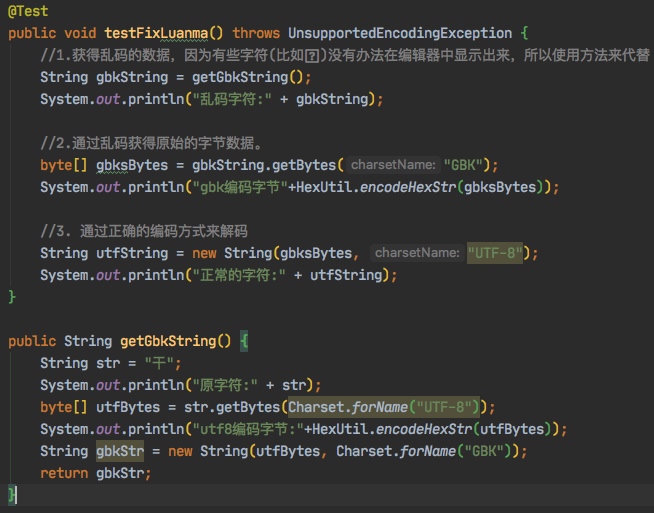 @Test
public void testFixLuanma() throws UnsupportedEncodingException {
//1.获得乱码的数据，因为有些字符(比如)没有办法在编辑器中显示出来，所以使用方法来代替
String gbkString = getGbkString();
System.out.println("乱码字符:" + gbkString);
//2.通过乱码获得原始的字节数据。
byte[] gbksBytes = gbkString.getBytes( charsetName: "GBK");
System.out.println("gbk编码字节"+HexUtil.encodeHexStr(gbksBytes));
//3. 通过正确的编码方式来解码
String utfString = new String(gbksBytes, charsetName: "UTF-8");
System.out.println("正常的字符:" + utfString);
}
public String getGbkString() {
String str = "干";
System.out.println("原字符:" + str);
byte[] utfBytes = str.getBytes(Charset.forName("UTF-8"));
System.out.println("utf8编码字节:"+HexUtil.encodeHexStr(utfBytes));
String gbkStr = new String(utfBytes, Charset.forName("GBK"));
return gbkStr;
}